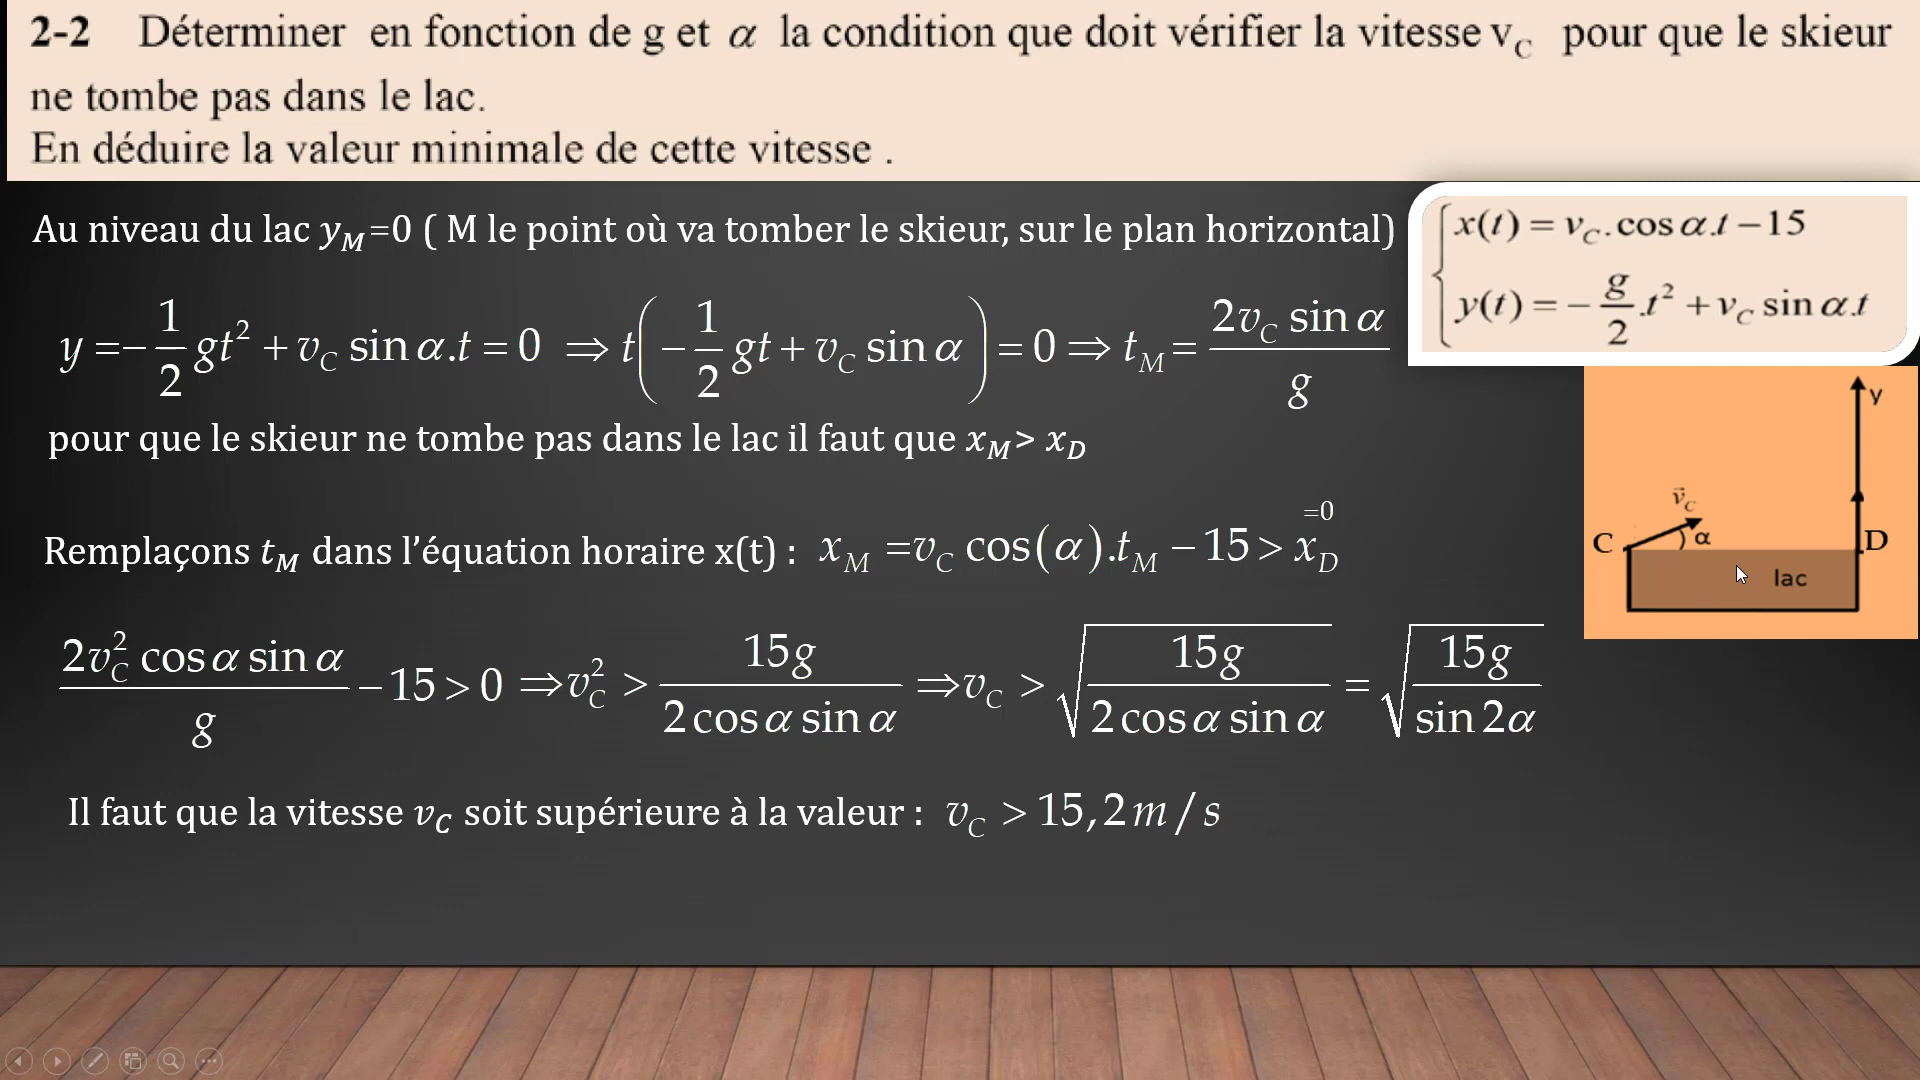 2-2 Déterminer en fonction de g et α la condition que doit vérifier la vitesse v_C pour que le skieur
ne tombe pas dans le lac.
En déduire la valeur minimale de cette vitesse .
Au niveau du lac y_M=0 ( M le point où va tomber le skieur, sur le plan horizontal)
{ x(t) = v_C.cos α.t − 15
y(t) = − g/2 .t² + v_C sin α.t
y =− 1/2 gt² + v_C sin α.t = 0 ⇒ t( − 1/2 gt + v_C sin α ) = 0 ⇒ t_M = 2v_C sin α / g
pour que le skieur ne tombe pas dans le lac il faut que x_M> x_D
y
v⃗_C
C
α
D
lac
=0
Remplaçons t_M dans l’équation horaire x(t) : x_M =v_C cos(α).t_M − 15 > x_D
2v_C² cos α sin α / g − 15 > 0 ⇒ v_C² > 15g / 2 cos α sin α ⇒ v_C > √(15g / 2 cos α sin α) = √(15g / sin 2α)
Il faut que la vitesse v_C soit supérieure à la valeur : v_C > 15,2 m / s